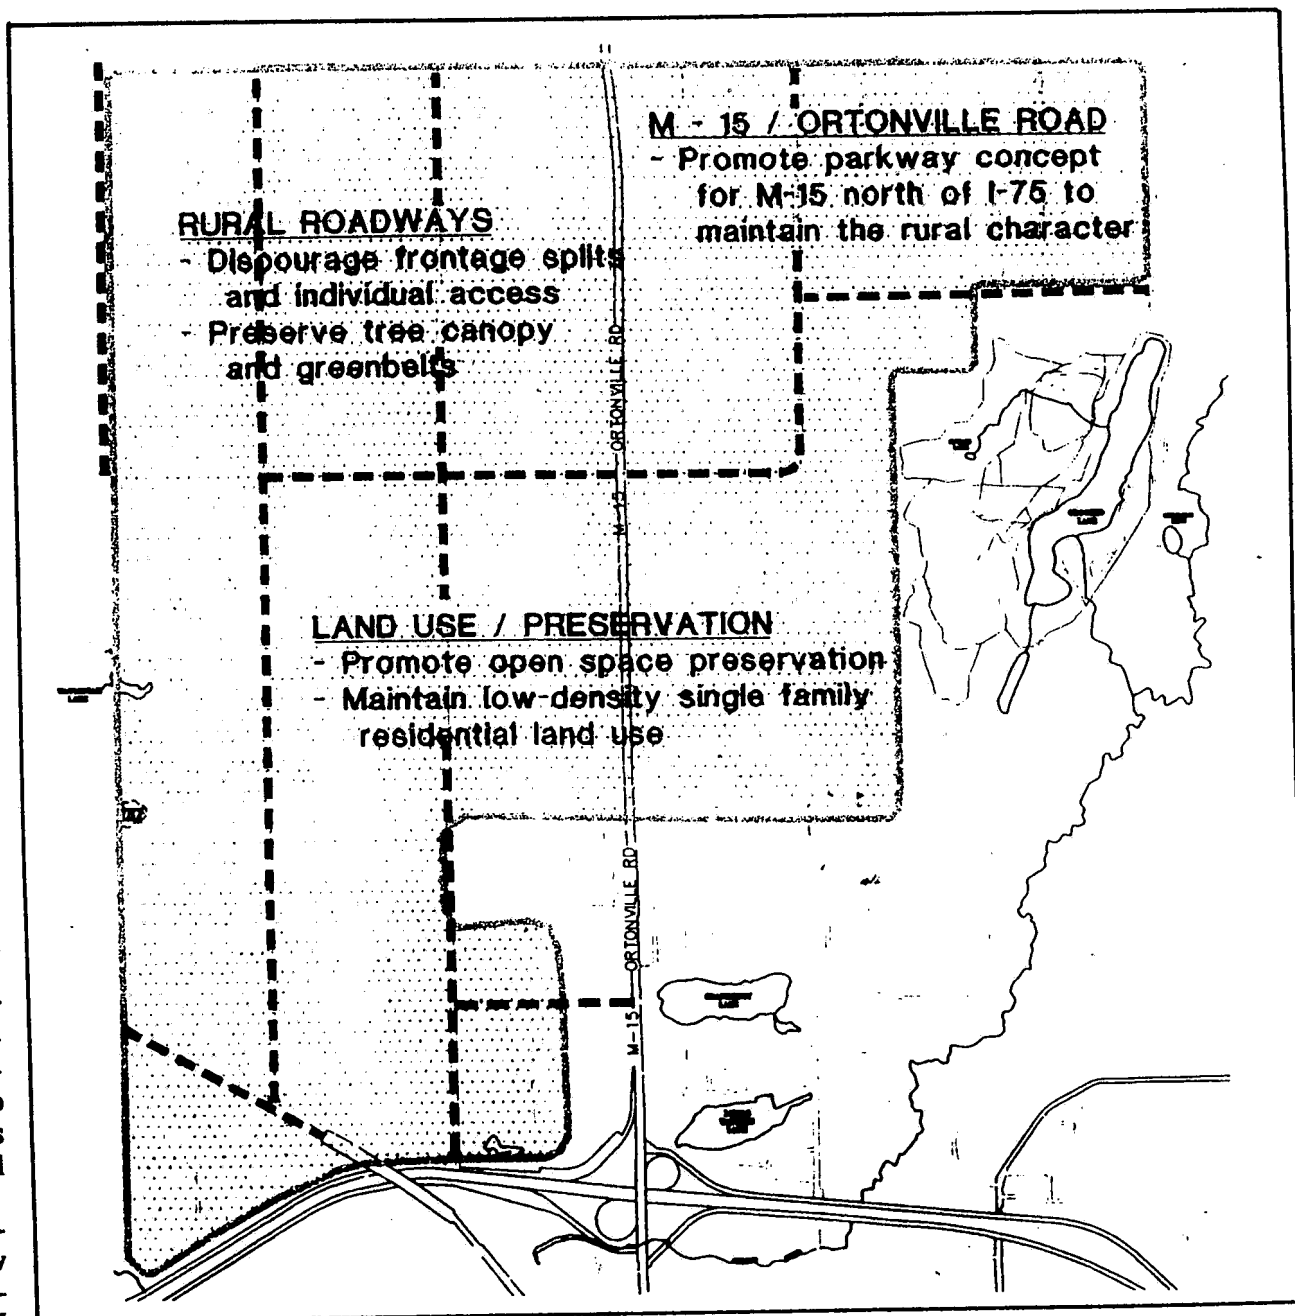 M - 15 / ORTONVILLE ROAD
- Promote parkway concept
for M-15 north of I-75 to
maintain the rural character
RURAL ROADWAYS
- Discourage frontage splits
and individual access
- Preserve tree canopy
and greenbelts
M-15 ORTONVILLE RD
LAND USE / PRESERVATION
- Promote open space preservation
- Maintain low-density single family
residential land use
M-15 ORTONVILLE RD